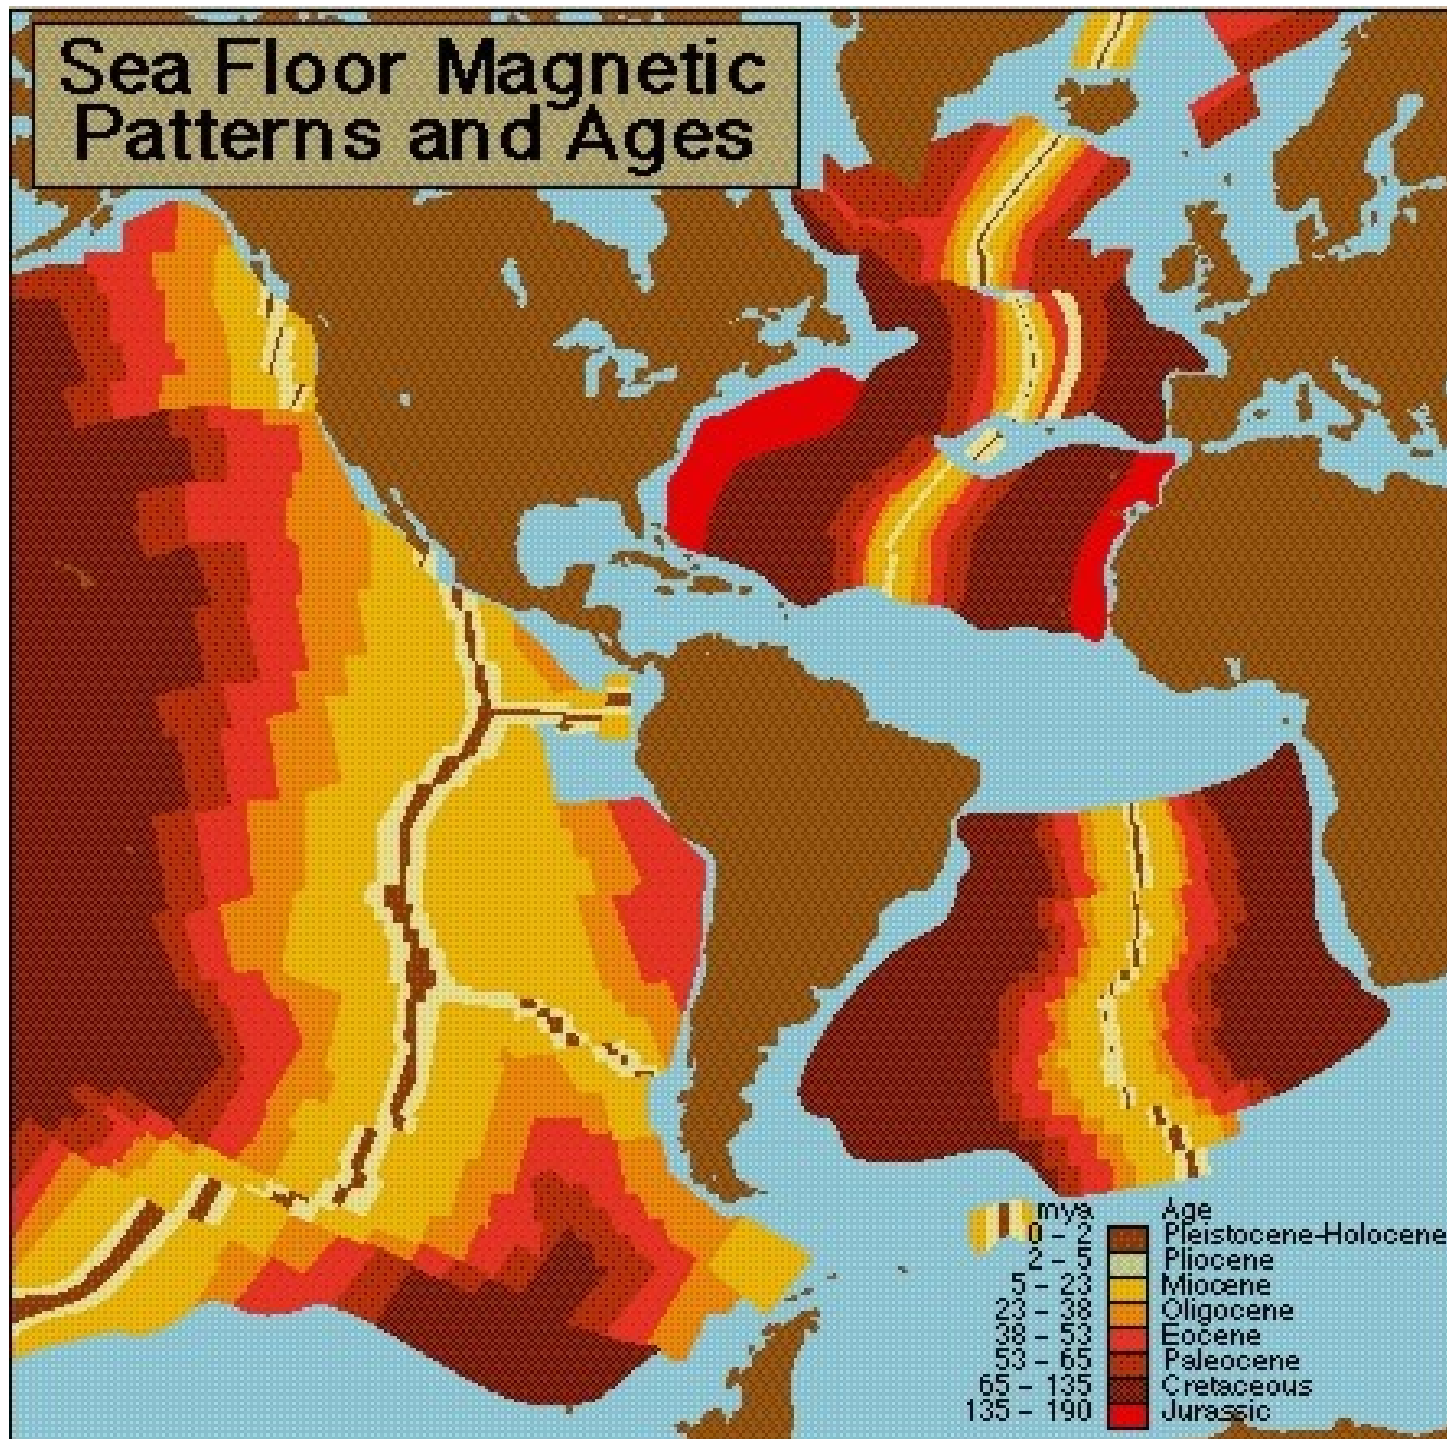 Sea Floor Magnetic
Patterns and Ages
mya Age
0 - 2 Pleistocene-Holocene
2 - 5 Pliocene
5 - 23 Miocene
23 - 38 Oligocene
38 - 53 Eocene
53 - 65 Paleocene
65 - 135 Cretaceous
135 - 190 Jurassic